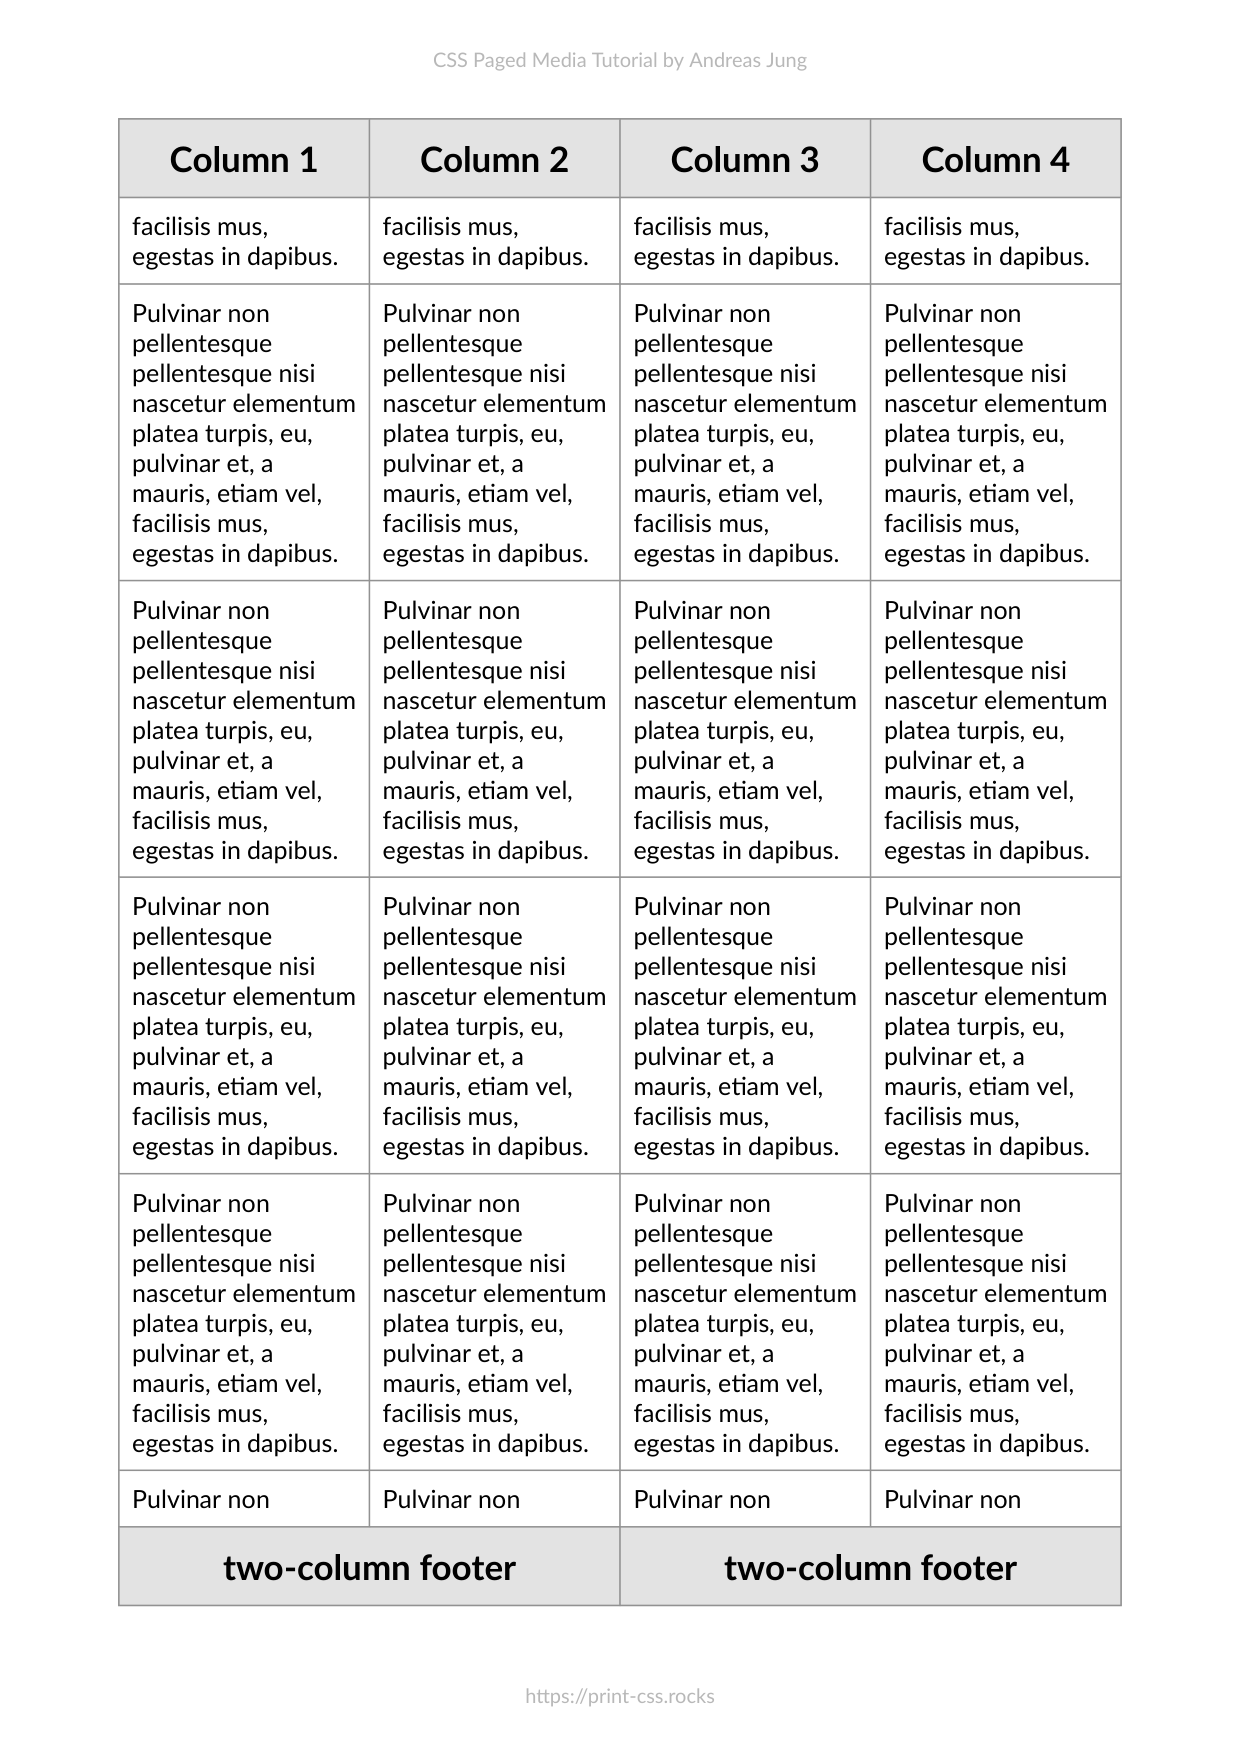 CSS Paged Media Tutorial by Andreas Jung
Column 1 Column 2 Column 3 Column 4
facilisis mus, facilisis mus, facilisis mus, facilisis mus,
egestas in dapibus. egestas in dapibus. egestas in dapibus. egestas in dapibus.
Pulvinar non Pulvinar non Pulvinar non Pulvinar non
pellentesque pellentesque pellentesque pellentesque
pellentesque nisi pellentesque nisi pellentesque nisi pellentesque nisi
nascetur elementum nascetur elementum nascetur elementum nascetur elementum
platea turpis, eu, platea turpis, eu, platea turpis, eu, platea turpis, eu,
pulvinar et, a pulvinar et, a pulvinar et, a pulvinar et, a
mauris, etiam vel, mauris, etiam vel, mauris, etiam vel, mauris, etiam vel,
facilisis mus, facilisis mus, facilisis mus, facilisis mus,
egestas in dapibus. egestas in dapibus. egestas in dapibus. egestas in dapibus.
Pulvinar non Pulvinar non Pulvinar non Pulvinar non
pellentesque pellentesque pellentesque pellentesque
pellentesque nisi pellentesque nisi pellentesque nisi pellentesque nisi
nascetur elementum nascetur elementum nascetur elementum nascetur elementum
platea turpis, eu, platea turpis, eu, platea turpis, eu, platea turpis, eu,
pulvinar et, a pulvinar et, a pulvinar et, a pulvinar et, a
mauris, etiam vel, mauris, etiam vel, mauris, etiam vel, mauris, etiam vel,
facilisis mus, facilisis mus, facilisis mus, facilisis mus,
egestas in dapibus. egestas in dapibus. egestas in dapibus. egestas in dapibus.
Pulvinar non Pulvinar non Pulvinar non Pulvinar non
pellentesque pellentesque pellentesque pellentesque
pellentesque nisi pellentesque nisi pellentesque nisi pellentesque nisi
nascetur elementum nascetur elementum nascetur elementum nascetur elementum
platea turpis, eu, platea turpis, eu, platea turpis, eu, platea turpis, eu,
pulvinar et, a pulvinar et, a pulvinar et, a pulvinar et, a
mauris, etiam vel, mauris, etiam vel, mauris, etiam vel, mauris, etiam vel,
facilisis mus, facilisis mus, facilisis mus, facilisis mus,
egestas in dapibus. egestas in dapibus. egestas in dapibus. egestas in dapibus.
Pulvinar non Pulvinar non Pulvinar non Pulvinar non
pellentesque pellentesque pellentesque pellentesque
pellentesque nisi pellentesque nisi pellentesque nisi pellentesque nisi
nascetur elementum nascetur elementum nascetur elementum nascetur elementum
platea turpis, eu, platea turpis, eu, platea turpis, eu, platea turpis, eu,
pulvinar et, a pulvinar et, a pulvinar et, a pulvinar et, a
mauris, etiam vel, mauris, etiam vel, mauris, etiam vel, mauris, etiam vel,
facilisis mus, facilisis mus, facilisis mus, facilisis mus,
egestas in dapibus. egestas in dapibus. egestas in dapibus. egestas in dapibus.
Pulvinar non Pulvinar non Pulvinar non Pulvinar non
two-column footer two-column footer
https://print-css.rocks